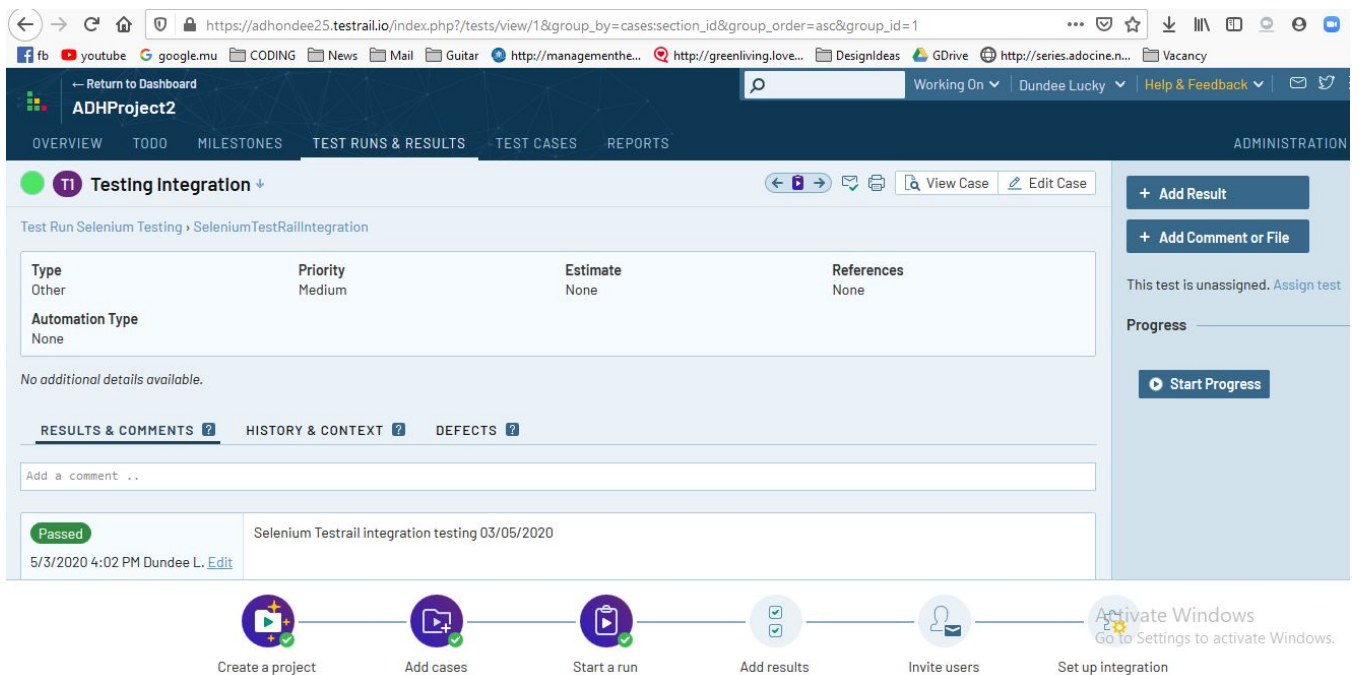 https://adhondee25.testrail.io/index.php?/tests/view/1&group_by=cases:section_id&group_order=asc&group_id=1
fb youtube google.mu CODING News Mail Guitar http://managementhe... http://greenliving.love... DesignIdeas GDrive http://series.adocine.n... Vacancy
← Return to Dashboard
ADHProject2
Working On Dundee Lucky Help & Feedback
OVERVIEW TODO MILESTONES TEST RUNS & RESULTS TEST CASES REPORTS ADMINISTRATION
T1 Testing Integration
View Case Edit Case
+ Add Result
Test Run Selenium Testing › SeleniumTestRailIntegration
+ Add Comment or File
Type Priority Estimate References
Other Medium None None
This test is unassigned. Assign test
Automation Type
None
Progress
No additional details available.
Start Progress
RESULTS & COMMENTS ? HISTORY & CONTEXT ? DEFECTS ?
Add a comment ..
Passed
Selenium Testrail integration testing 03/05/2020
5/3/2020 4:02 PM Dundee L. Edit
Activate Windows
Go to Settings to activate Windows.
Create a project Add cases Start a run Add results Invite users Set up integration